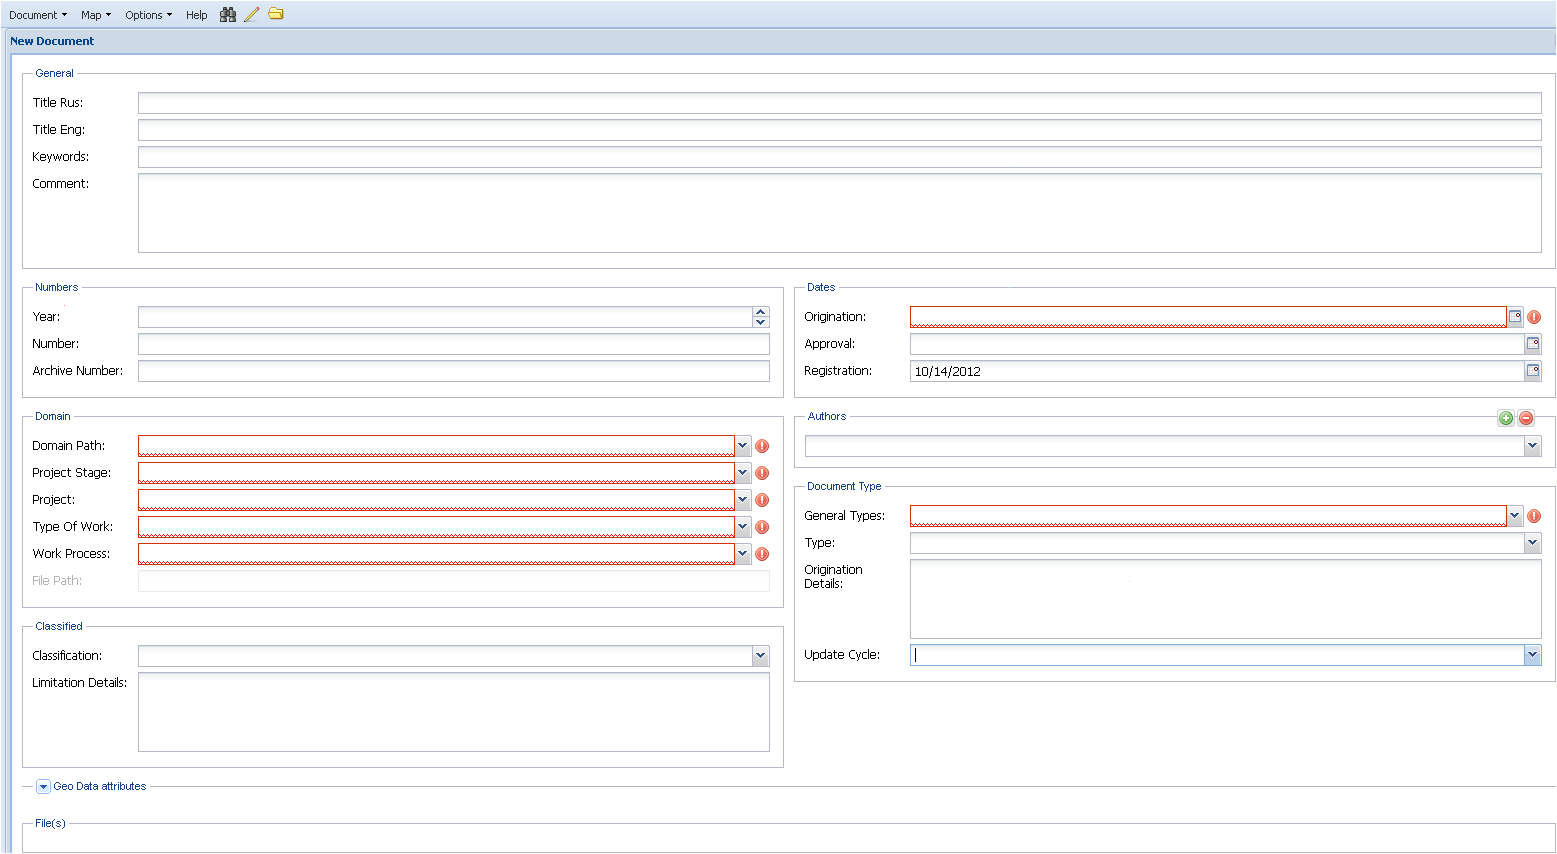 Document Map Options Help
New Document
General
Title Rus:
Title Eng:
Keywords:
Comment:
Numbers
Year:
Number:
Archive Number:
Dates
Origination:
Approval:
Registration: 10/14/2012
Domain
Domain Path:
Project Stage:
Project:
Type Of Work:
Work Process:
File Path:
Authors
Document Type
General Types:
Type:
Origination
Details:
Update Cycle:
Classified
Classification:
Limitation Details:
Geo Data attributes
File(s)